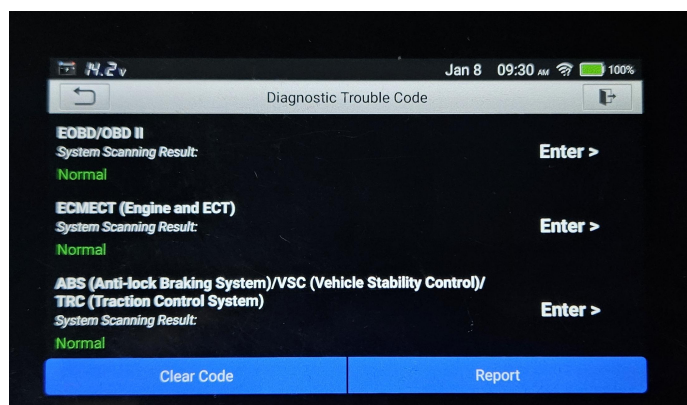 14.2v
Jan 8 09:30 AM 100%
Diagnostic Trouble Code
EOBD/OBD II
System Scanning Result:
Enter >
Normal
ECMECT (Engine and ECT)
System Scanning Result:
Enter >
Normal
ABS (Anti-lock Braking System)/VSC (Vehicle Stability Control)/
TRC (Traction Control System)
Enter >
System Scanning Result:
Normal
Clear Code
Report